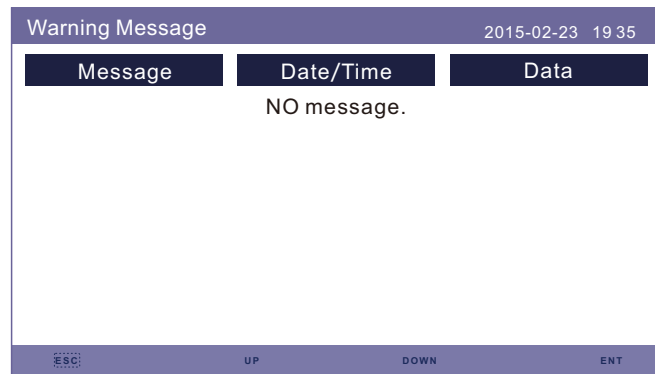 Warning Message 2015-02-23 19 35
Message Date/Time Data
NO message.
ESC UP DOWN ENT